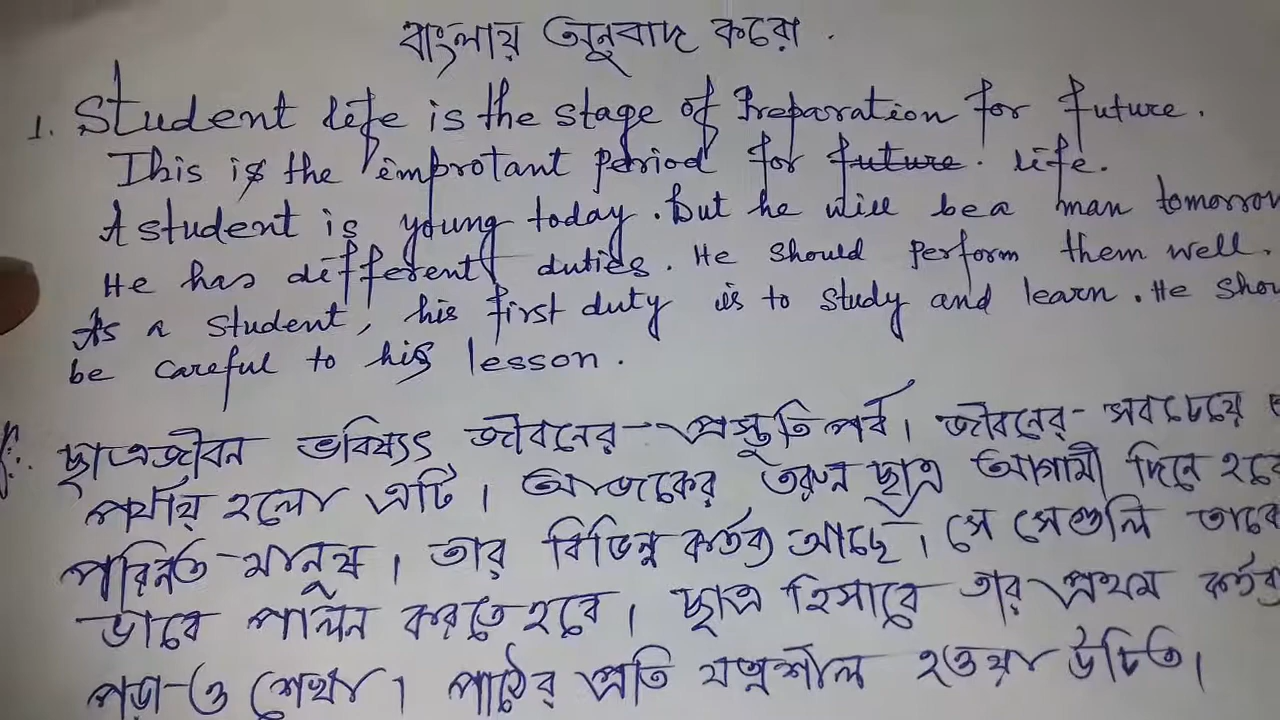 বাংলায় অনুবাদ করো.
1. Student life is the stage of Preparation for future.
This is the improtant period for future. life.
A student is young today. But he will be a man tomorrow
He has different duties. He should perform them well.
As a student, his first duty is to study and learn. He shou
be careful to his lesson.
ছাত্রজীবন ভবিষ্যৎ জীবনের প্রস্তুতি পর্ব। জীবনের সবচেয়ে
পর্যায় হলো এটি। আজকের তরুন ছাত্র আগামী দিনে হবে
পরিনত মানুষ। তার বিভিন্ন কর্তব্য আছে। সে সেগুলি তাকে
ভাবে পালন করতে হবে। ছাত্র হিসাবে তার প্রথম কর্তব্য
পড়া ও শেখা। পাঠের প্রতি যত্নশীল হওয়া উচিত।